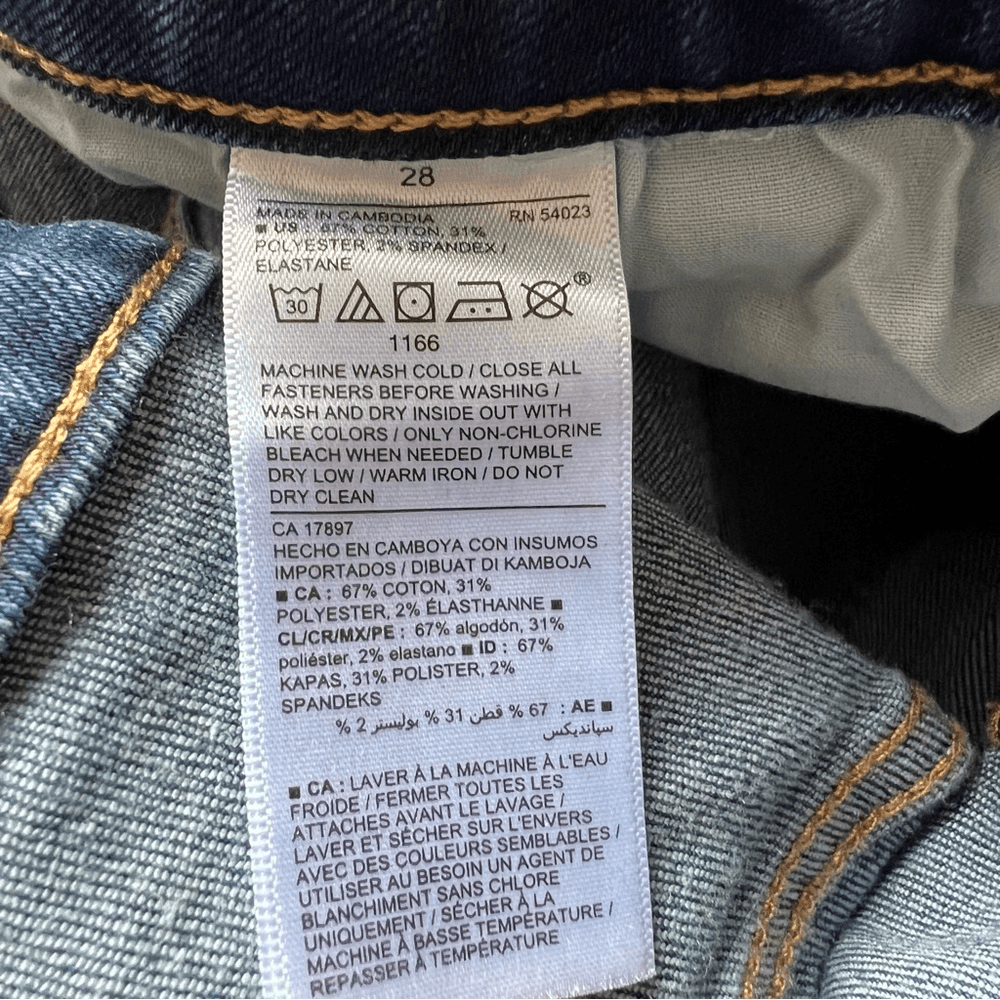 28
MADE IN CAMBODIA RN 54023
■ US : 67% COTTON, 31%
POLYESTER, 2% SPANDEX /
ELASTANE
30 ®
1166
MACHINE WASH COLD / CLOSE ALL
FASTENERS BEFORE WASHING /
WASH AND DRY INSIDE OUT WITH
LIKE COLORS / ONLY NON-CHLORINE
BLEACH WHEN NEEDED / TUMBLE
DRY LOW / WARM IRON / DO NOT
DRY CLEAN
CA 17897
HECHO EN CAMBOYA CON INSUMOS
IMPORTADOS / DIBUAT DI KAMBOJA
■ CA : 67% COTON, 31%
POLYESTER, 2% ÉLASTHANNE ■
CL/CR/MX/PE : 67% algodón, 31%
poliéster, 2% elastano ■ ID : 67%
KAPAS, 31% POLISTER, 2%
SPANDEKS
■ AE : 67 % قطن 31 % بوليستر 2 %
سپانديكس
■ CA : LAVER À LA MACHINE À L'EAU
FROIDE / FERMER TOUTES LES
ATTACHES AVANT LE LAVAGE /
LAVER ET SÉCHER SUR L'ENVERS
AVEC DES COULEURS SEMBLABLES /
UTILISER AU BESOIN UN AGENT DE
BLANCHIMENT SANS CHLORE
UNIQUEMENT / SÉCHER À LA
MACHINE À BASSE TEMPÉRATURE /
REPASSER À TEMPÉRATURE